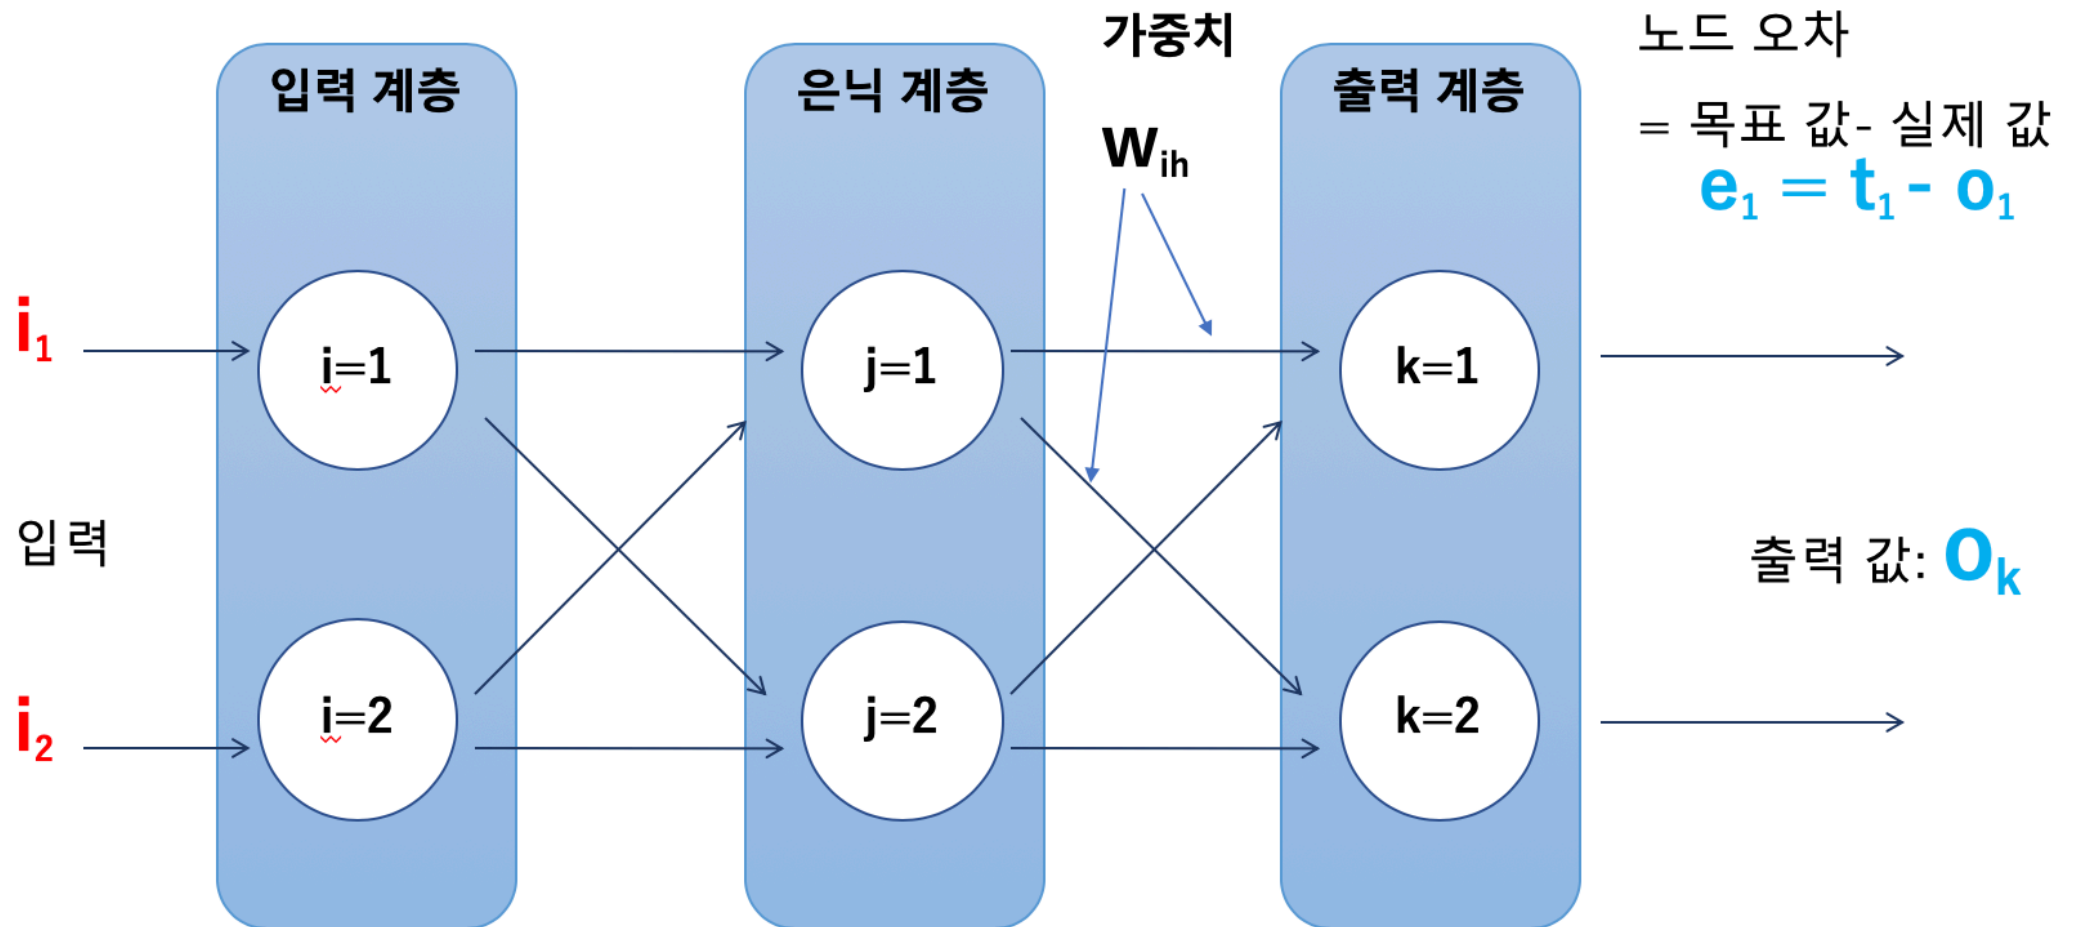 가중치
노드 오차
입력 계층
은닉 계층
출력 계층
= 목표 값- 실제 값
wih
e1 = t1- o1
i1
i=1
j=1
k=1
입력
출력 값: ok
i2
i=2
j=2
k=2